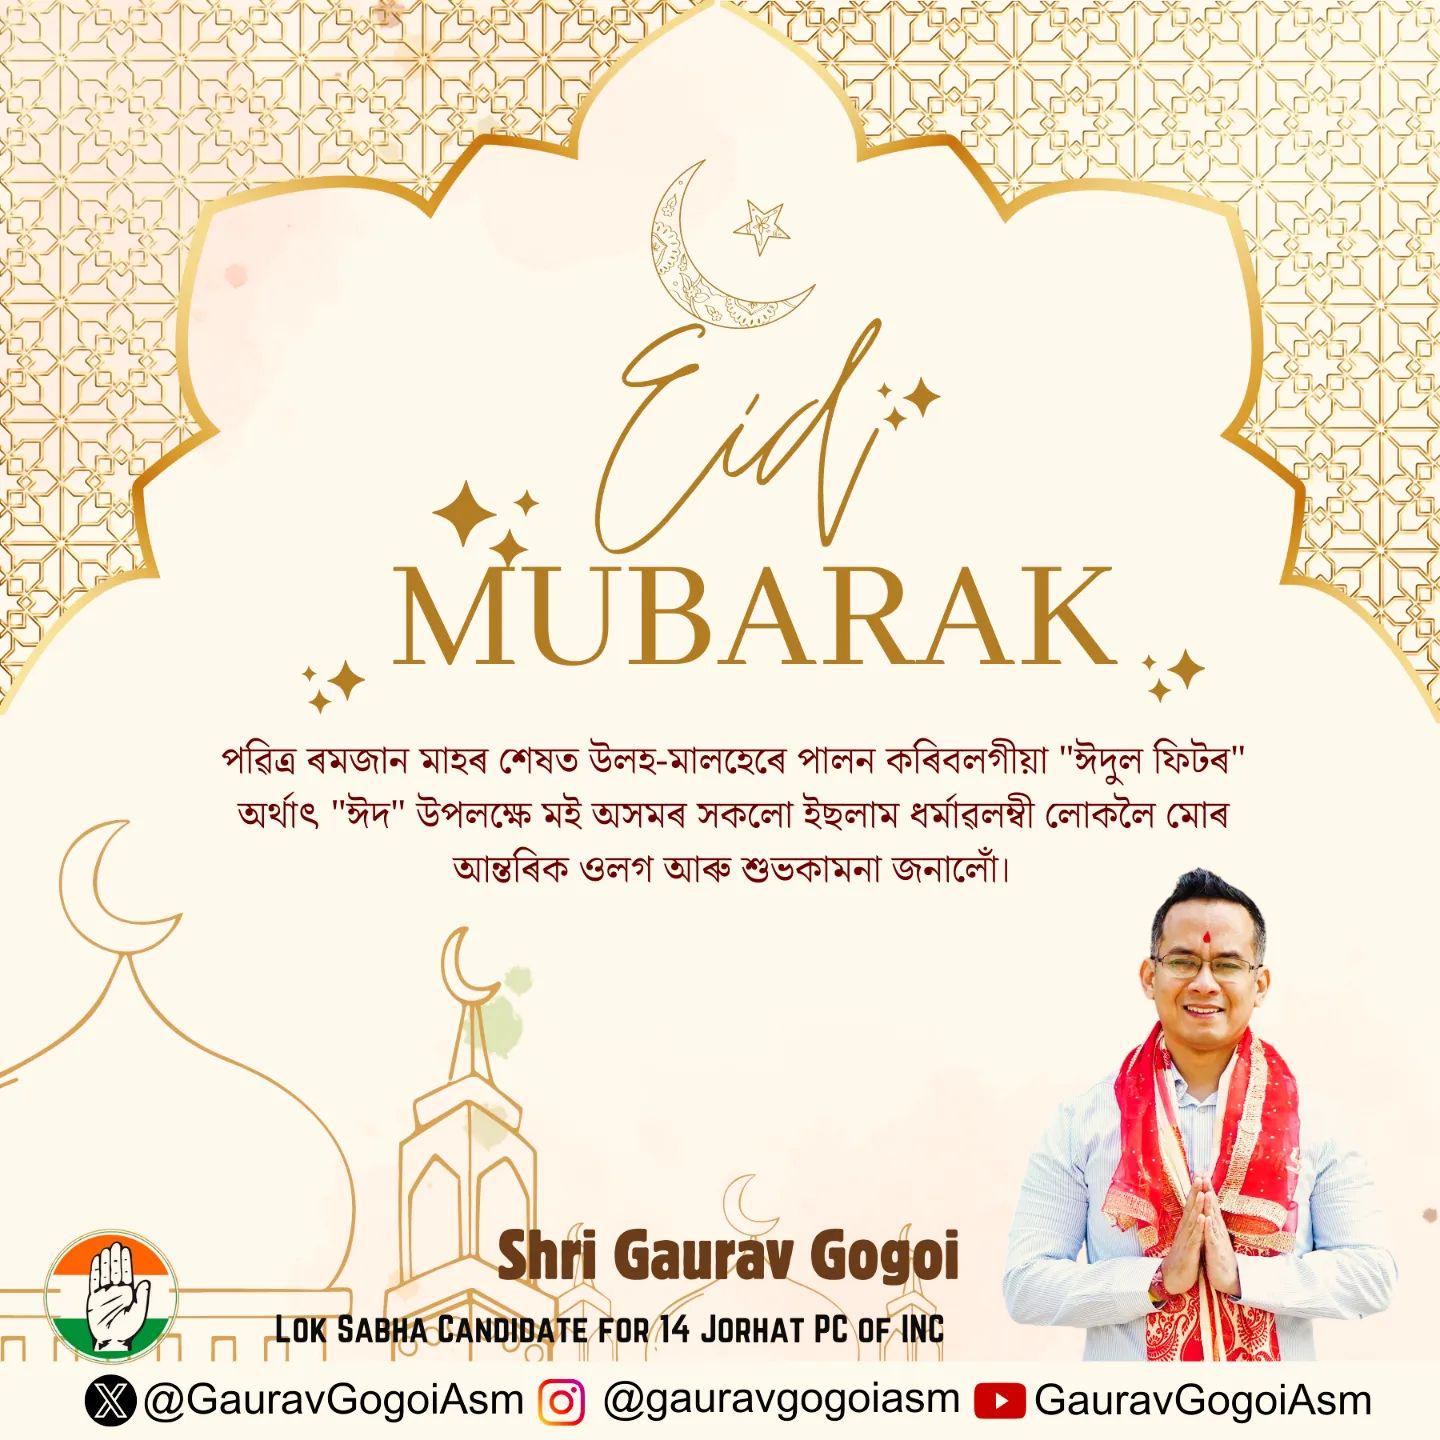 Eid
MUBARAK
পৱিত্ৰ ৰমজান মাহৰ শেষত উলহ-মালহেৰে পালন কৰিবলগীয়া "ঈদুল ফিটৰ"
অৰ্থাৎ "ঈদ" উপলক্ষে মই অসমৰ সকলো ইছলাম ধৰ্মাৱলম্বী লোকলৈ মোৰ
আন্তৰিক ওলগ আৰু শুভকামনা জনালোঁ।
Shri Gaurav Gogoi
Lok Sabha Candidate for 14 Jorhat PC of INC
@GauravGogoiAsm @gauravgogoiasm GauravGogoiAsm